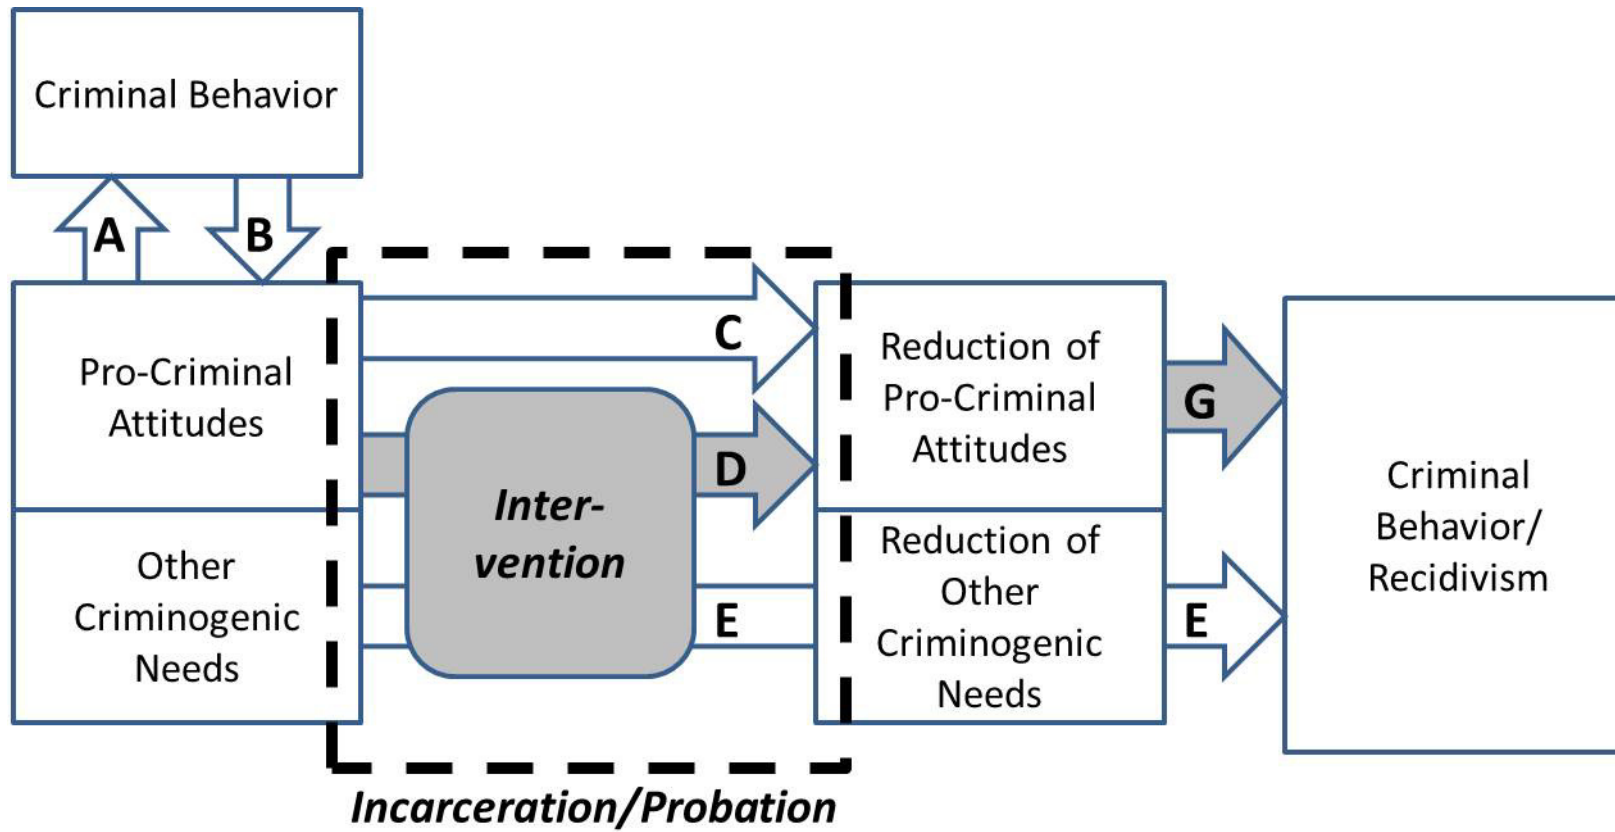 Criminal Behavior
A
B
Pro-Criminal
Attitudes
C
Inter-
vention
D
Other
Criminogenic
Needs
E
Reduction of
Pro-Criminal
Attitudes
Reduction of
Other
Criminogenic
Needs
G
E
Criminal
Behavior/
Recidivism
Incarceration/Probation